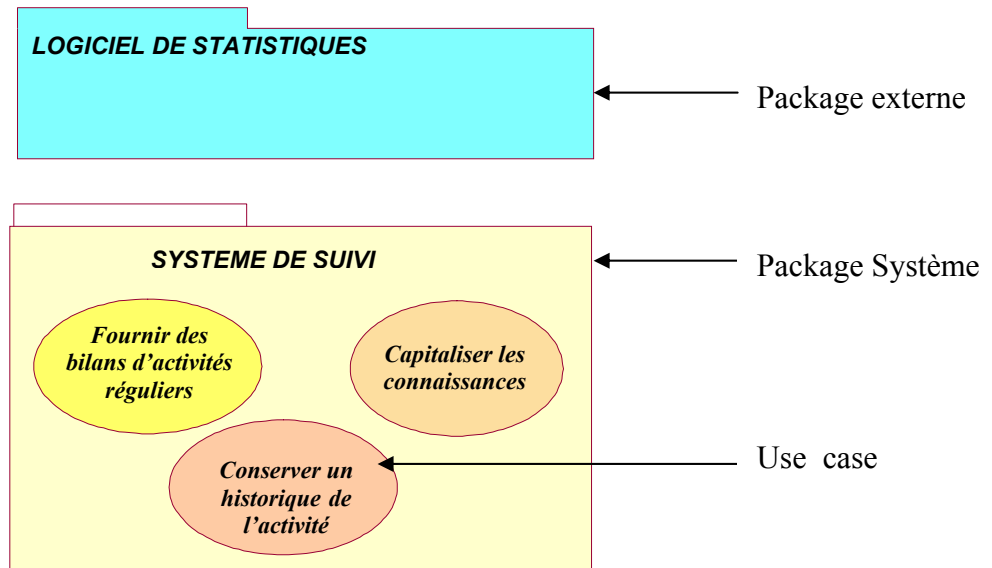 LOGICIEL DE STATISTIQUES
Package externe
SYSTEME DE SUIVI
Package Système
Fournir des
bilans d’activités
réguliers
Capitaliser les
connaissances
Conserver un
historique de
l’activité
Use case